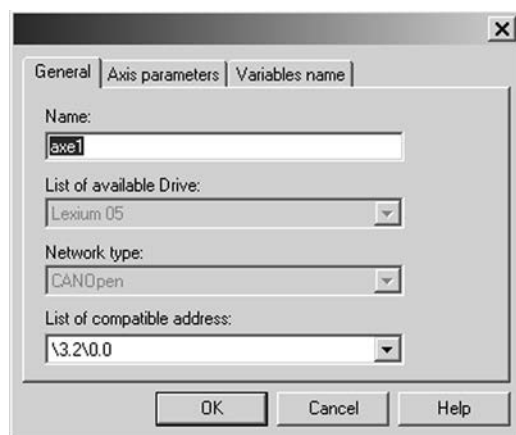 General Axis parameters Variables name
Name:
axe1
List of available Drive:
Lexium 05
Network type:
CANOpen
List of compatible address:
\3.2\0.0
OK Cancel Help